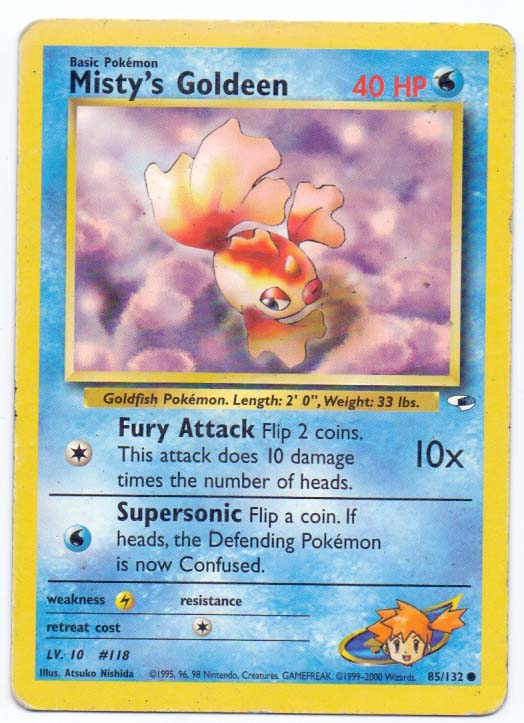 Basic Pokémon
Misty's Goldeen 40 HP
Goldfish Pokémon. Length: 2' 0", Weight: 33 lbs.
Fury Attack Flip 2 coins.
This attack does 10 damage
times the number of heads.
10x
Supersonic Flip a coin. If
heads, the Defending Pokémon
is now Confused.
weakness resistance
retreat cost
LV. 10 #118
Illus. Atsuko Nishida ©1995, 96, 98 Nintendo, Creatures, GAMEFREAK. ©1999-2000 Wizards. 85/132